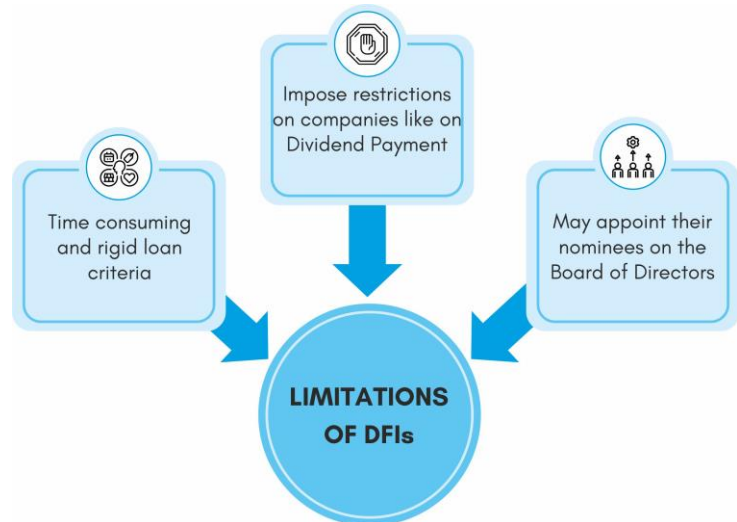 Impose restrictions
on companies like on
Dividend Payment
Time consuming
and rigid loan
criteria
May appoint their
nominees on the
Board of Directors
LIMITATIONS
OF DFIs